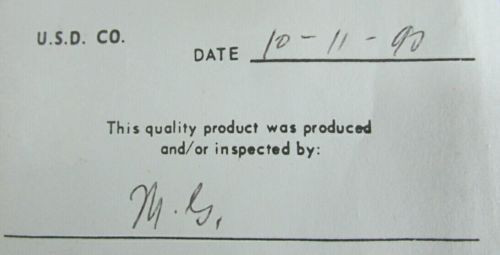 U.S.D. CO.
DATE 10-11-90
This quality product was produced
and/or inspected by:
M.G.